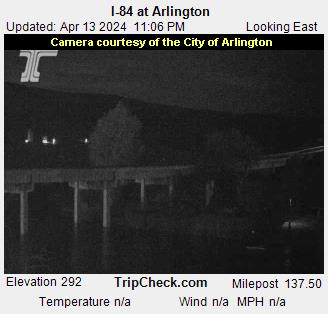 I-84 at Arlington
Updated: Apr 13 2024 11:06 PM Looking East
Camera courtesy of the City of Arlington
Elevation 292 TripCheck.com Milepost 137.50
Temperature n/a Wind n/a MPH n/a